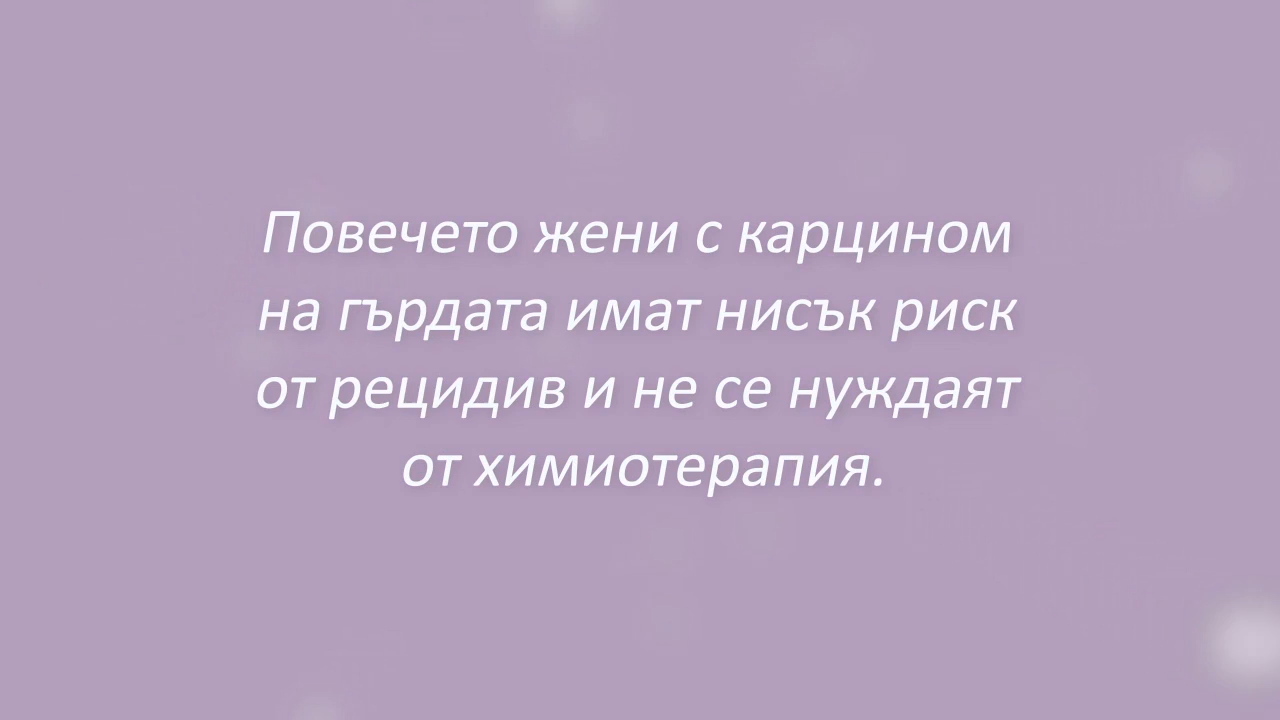 Повечето жени с карцином
на гърдата имат нисък риск
от рецидив и не се нуждаят
от химиотерапия.